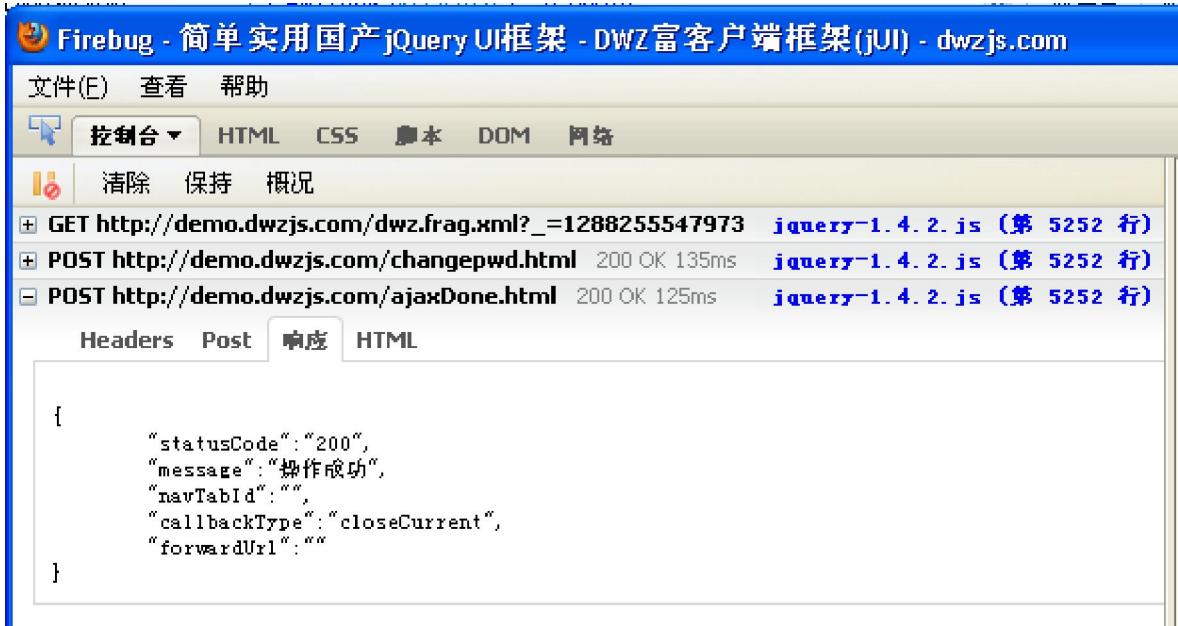 Firebug - 简单实用国产jQuery UI框架 - DWZ富客户端框架(jUI) - dwzjs.com
文件(F) 查看 帮助
控制台 HTML CSS 脚本 DOM 网络
清除 保持 概况
GET http://demo.dwzjs.com/dwz.frag.xml?_=1288255547973 jquery-1.4.2.js (第 5252 行)
POST http://demo.dwzjs.com/changepwd.html 200 OK 135ms jquery-1.4.2.js (第 5252 行)
POST http://demo.dwzjs.com/ajaxDone.html 200 OK 125ms jquery-1.4.2.js (第 5252 行)
Headers Post 响应 HTML
{
"statusCode":"200",
"message":"操作成功",
"navTabId":"",
"callbackType":"closeCurrent",
"forwardUrl":""
}